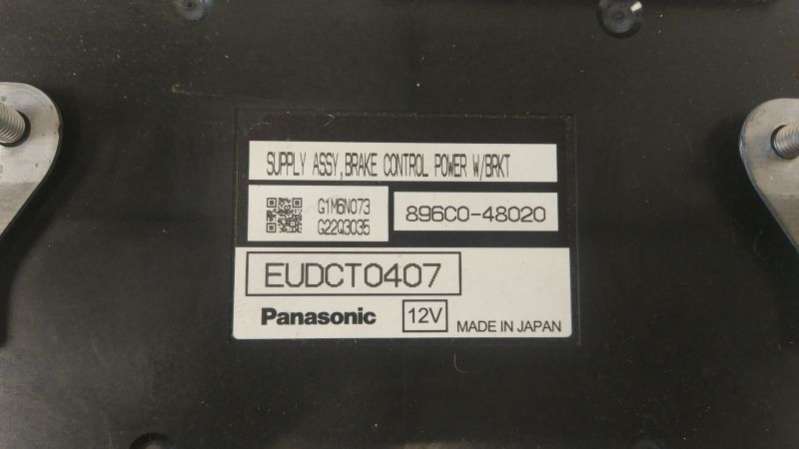 SUPPLY ASSY,BRAKE CONTROL POWER W/BRKT
G1M6N073
G22Q3035
896C0-48020
EUDCT0407
Panasonic 12V MADE IN JAPAN